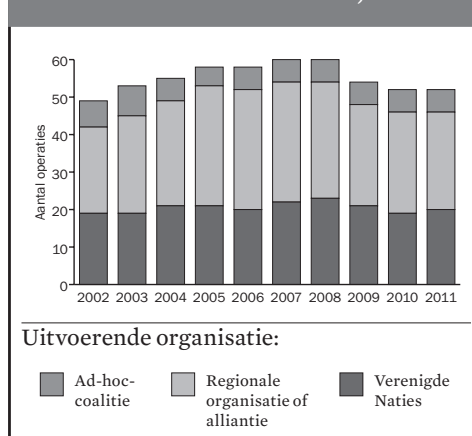 60
50
40
30
20
10
0
Aantal operaties
2002 2003 2004 2005 2006 2007 2008 2009 2010 2011
Uitvoerende organisatie:
Ad-hoc-
coalitie
Regionale
organisatie of
alliantie
Verenigde
Naties